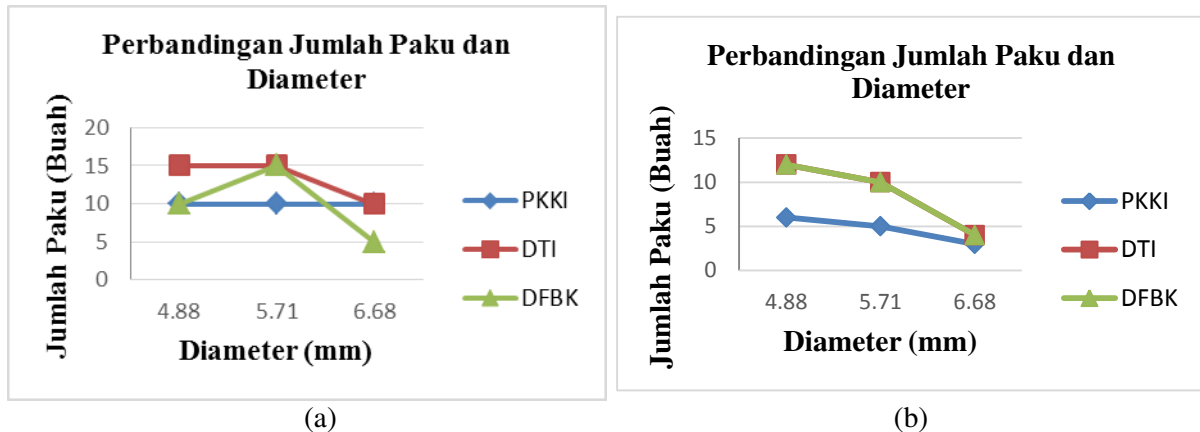 Perbandingan Jumlah Paku dan
Diameter
Jumlah Paku (Buah)
20
15
10
5
0
4.88 5.71 6.68
Diameter (mm)
PKKI
DTI
DFBK
(a)
Perbandingan Jumlah Paku dan
Diameter
Jumlah Paku (Buah)
15
10
5
0
4.88 5.71 6.68
Diameter (mm)
PKKI
DTI
DFBK
(b)